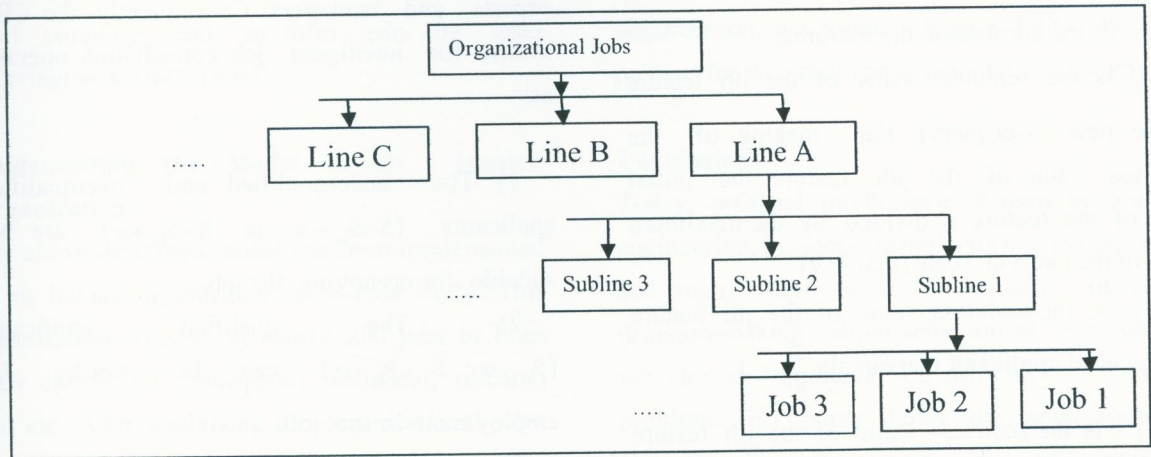 Organizational Jobs
..... Line C Line B Line A
..... Subline 3 Subline 2 Subline 1
..... Job 3 Job 2 Job 1